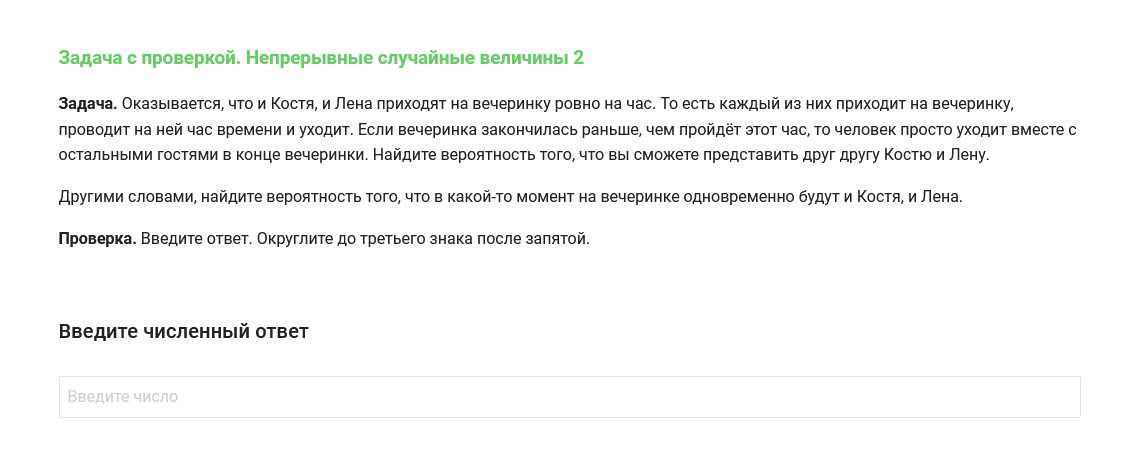 Задача с проверкой. Непрерывные случайные величины 2
Задача. Оказывается, что и Костя, и Лена приходят на вечеринку ровно на час. То есть каждый из них приходит на вечеринку,
проводит на ней час времени и уходит. Если вечеринка закончилась раньше, чем пройдёт этот час, то человек просто уходит вместе с
остальными гостями в конце вечеринки. Найдите вероятность того, что вы сможете представить друг другу Костю и Лену.
Другими словами, найдите вероятность того, что в какой-то момент на вечеринке одновременно будут и Костя, и Лена.
Проверка. Введите ответ. Округлите до третьего знака после запятой.
Введите численный ответ
Введите число